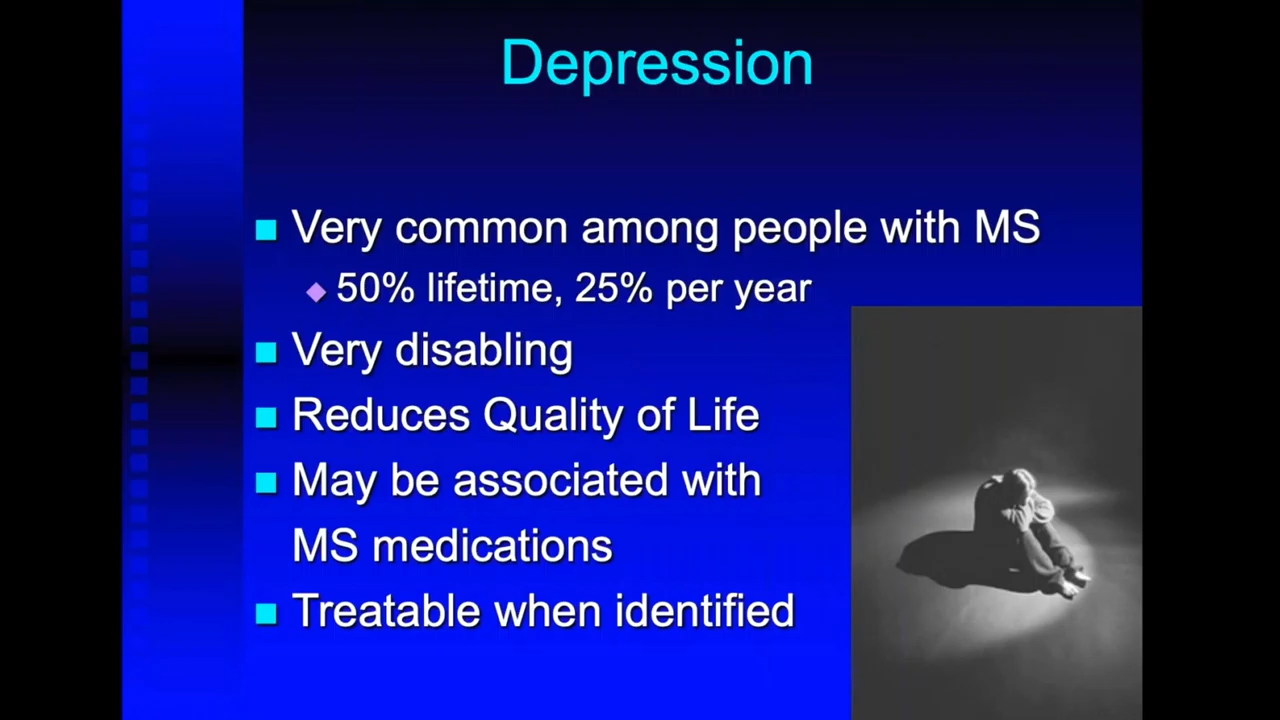 Depression
Very common among people with MS
50% lifetime, 25% per year
Very disabling
Reduces Quality of Life
May be associated with
MS medications
Treatable when identified